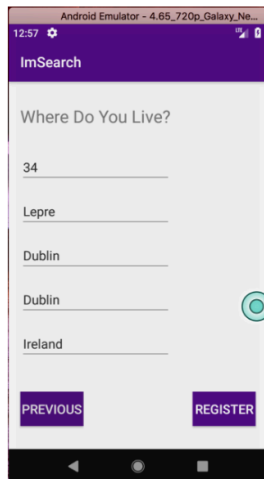 Android Emulator - 4.65_720p_Galaxy_Ne...
12:57
ImSearch
Where Do You Live?
34
Lepre
Dublin
Dublin
Ireland
PREVIOUS
REGISTER